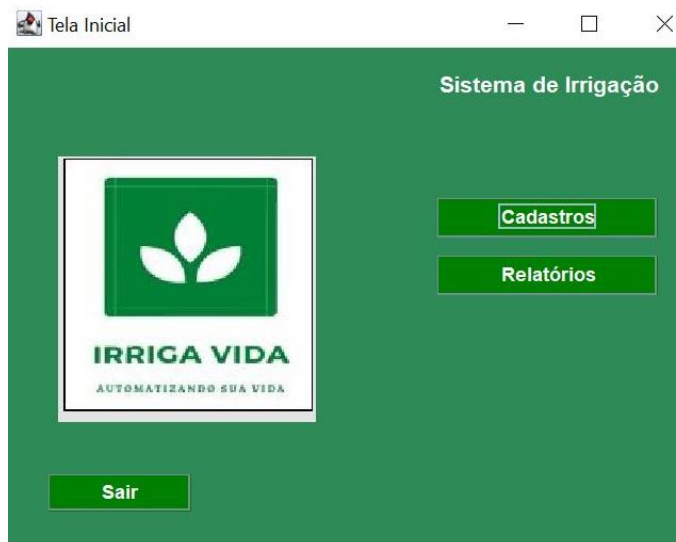 Tela Inicial
Sistema de Irrigação
Cadastros
Relatórios
IRRIGA VIDA
AUTOMATIZANDO SUA VIDA
Sair